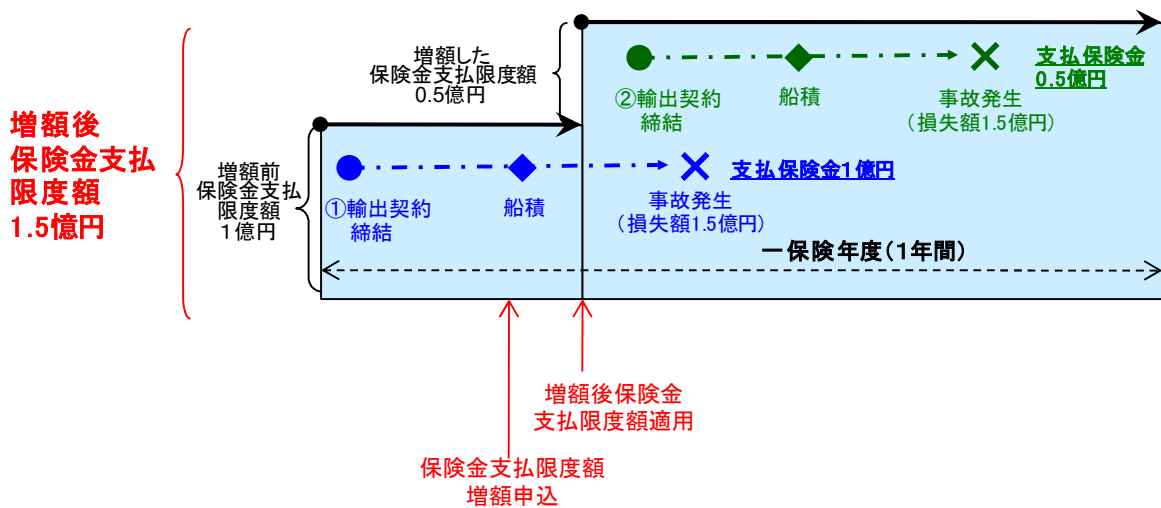 増額後
保険金支払
限度額
1.5憶円
増額した
保険金支払限度額
0.5億円
増額前
保険金支払
限度額
1億円
②輸出契約
締結
船積
事故発生
(損失額1.5億円)
支払保険金
0.5億円
①輸出契約
締結
船積
事故発生
(損失額1.5億円)
支払保険金1億円
一保険年度(1年間)
増額後保険金
支払限度額適用
保険金支払限度額
増額申込